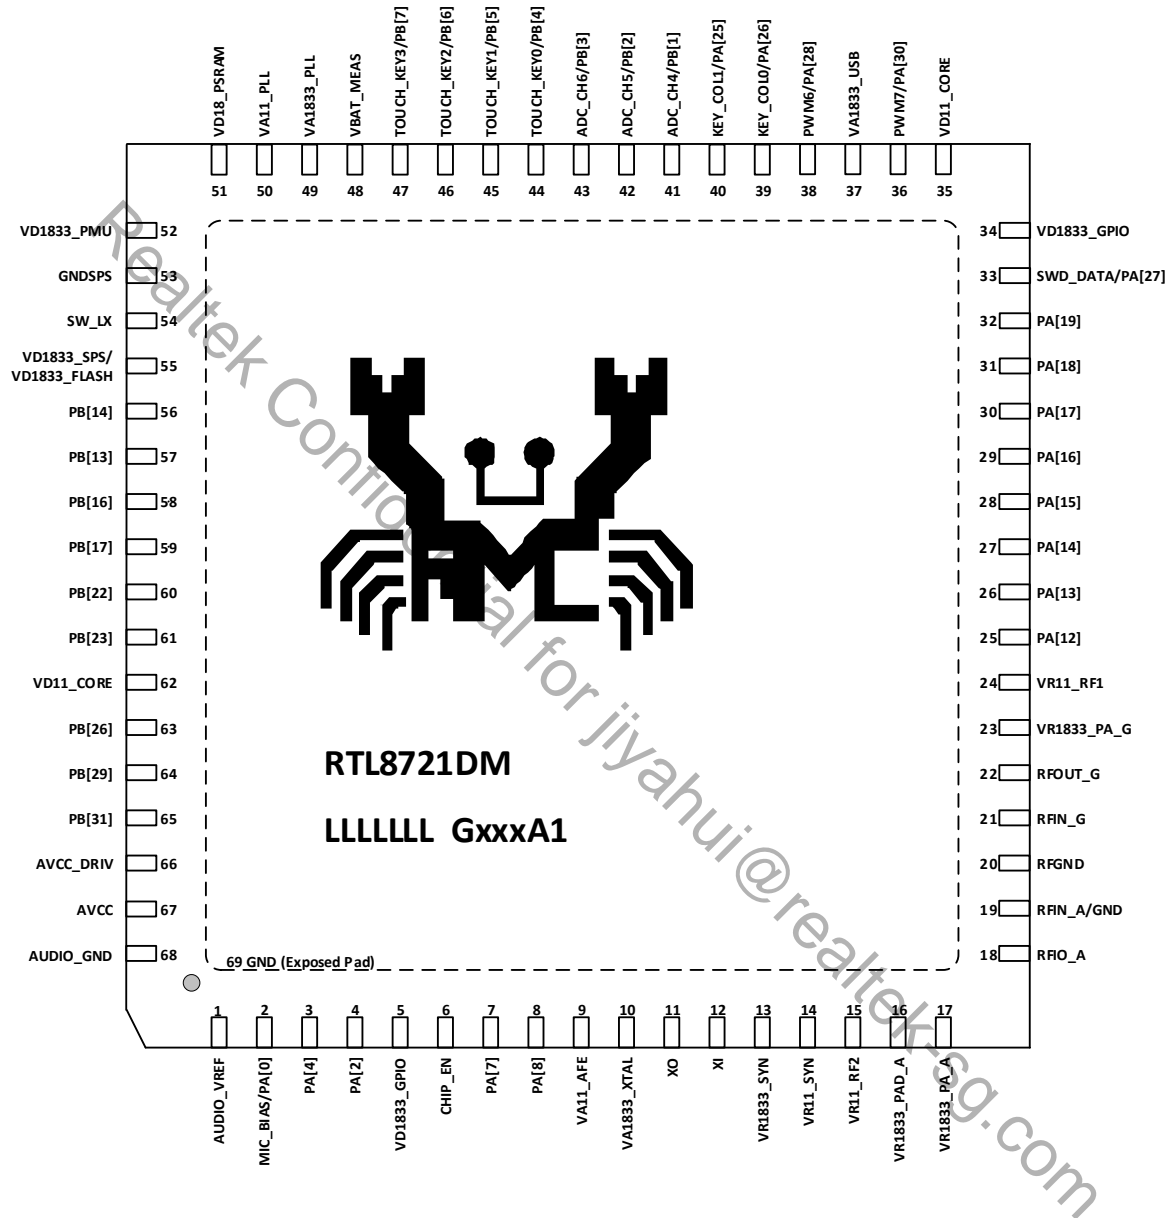 VD18_PSRAM
VA11_PLL
VA1833_PLL
VBAT_MEAS
TOUCH_KEY3/PB[7]
TOUCH_KEY2/PB[6]
TOUCH_KEY1/PB[5]
TOUCH_KEY0/PB[4]
ADC_CH6/PB[3]
ADC_CH5/PB[2]
ADC_CH4/PB[1]
KEY_COL1/PA[25]
KEY_COL0/PA[26]
PWM6/PA[28]
VA1833_USB
PWM7/PA[30]
VD11_CORE
51 50 49 48 47 46 45 44 43 42 41 40 39 38 37 36 35
VD1833_PMU 52
GNDSPS 53
SW_LX 54
VD1833_SPS/
VD1833_FLASH 55
PB[14] 56
PB[13] 57
PB[16] 58
PB[17] 59
PB[22] 60
PB[23] 61
VD11_CORE 62
PB[26] 63
PB[29] 64
PB[31] 65
AVCC_DRIV 66
AVCC 67
AUDIO_GND 68
34 VD1833_GPIO
33 SWD_DATA/PA[27]
32 PA[19]
31 PA[18]
30 PA[17]
29 PA[16]
28 PA[15]
27 PA[14]
26 PA[13]
25 PA[12]
24 VR11_RF1
23 VR1833_PA_G
22 RFOUT_G
21 RFIN_G
20 RFGND
19 RFIN_A/GND
18 RFIO_A
AMC
RTL8721DM
LLLLLLL GxxxA1
69 GND (Exposed Pad)
1 2 3 4 5 6 7 8 9 10 11 12 13 14 15 16 17
AUDIO_VREF
MIC_BIAS/PA[0]
PA[4]
PA[2]
VD1833_GPIO
CHIP_EN
PA[7]
PA[8]
VA11_AFE
VA1833_XTAL
XO
XI
VR1833_SYN
VR11_SYN
VR11_RF2
VR1833_PAD_A
VR1833_PA_A
Realtek Confidential for jiyahui@realtek-sg.com